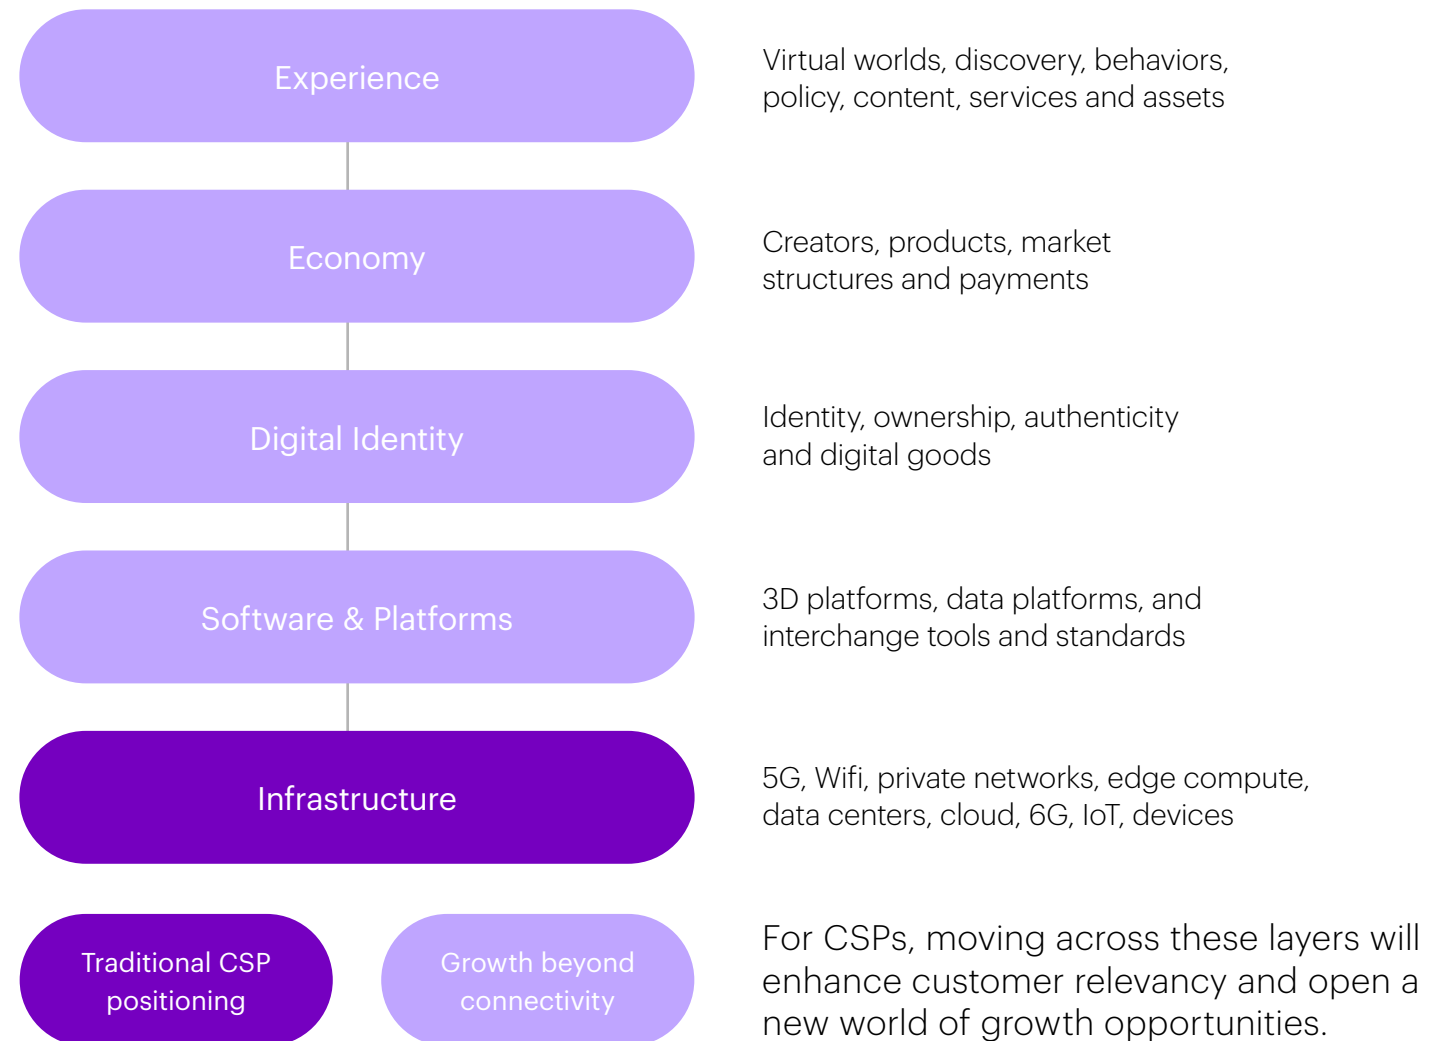 Experience
Virtual worlds, discovery, behaviors,
policy, content, services and assets
Economy
Creators, products, market
structures and payments
Digital Identity
Identity, ownership, authenticity
and digital goods
Software & Platforms
3D platforms, data platforms, and
interchange tools and standards
Infrastructure
5G, Wifi, private networks, edge compute,
data centers, cloud, 6G, IoT, devices
Traditional CSP
positioning
Growth beyond
connectivity
For CSPs, moving across these layers will
enhance customer relevancy and open a
new world of growth opportunities.